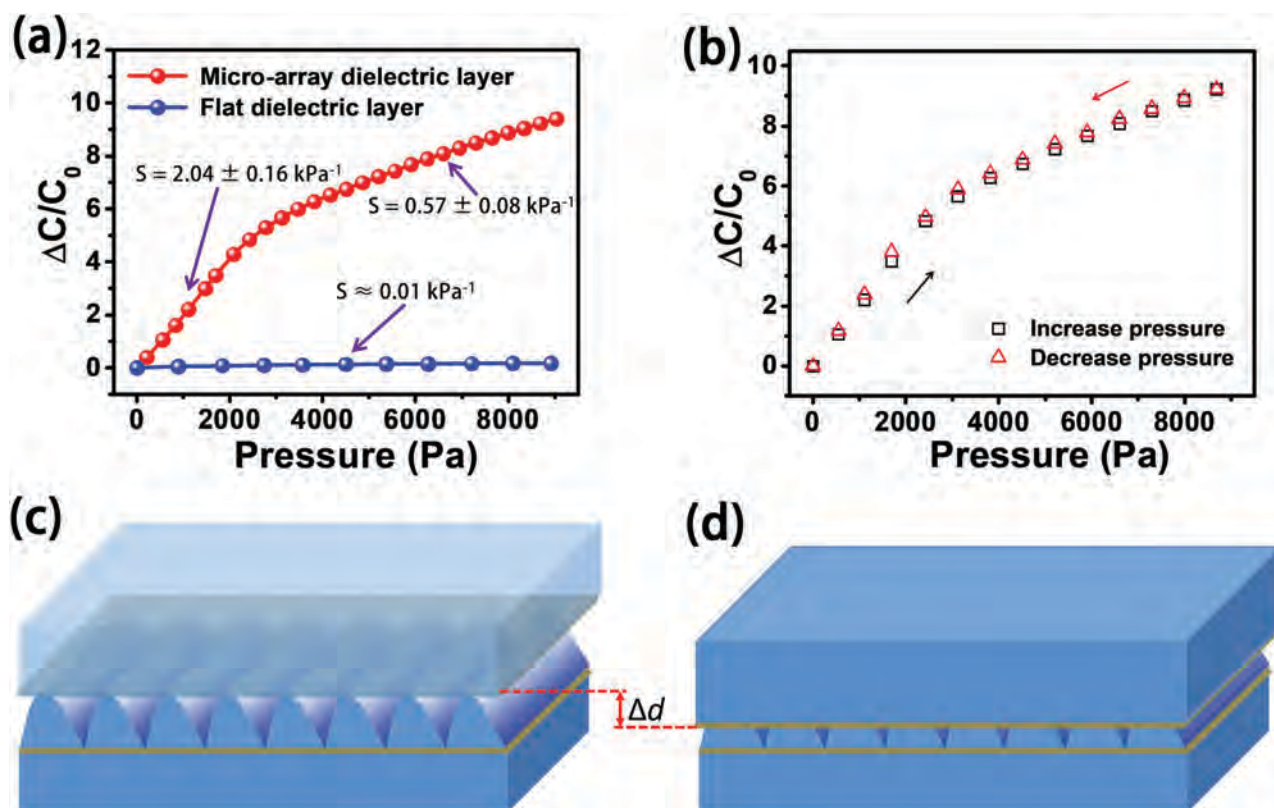 (a)
12
10
8
6
4
2
0
ΔC/C₀
Micro-array dielectric layer
Flat dielectric layer
S = 2.04 ± 0.16 kPa⁻¹
S = 0.57 ± 0.08 kPa⁻¹
S ≈ 0.01 kPa⁻¹
0 2000 4000 6000 8000
Pressure (Pa)
(b)
10
8
6
4
2
0
ΔC/C₀
Increase pressure
Decrease pressure
0 2000 4000 6000 8000
Pressure (Pa)
(c)
Δd
(d)